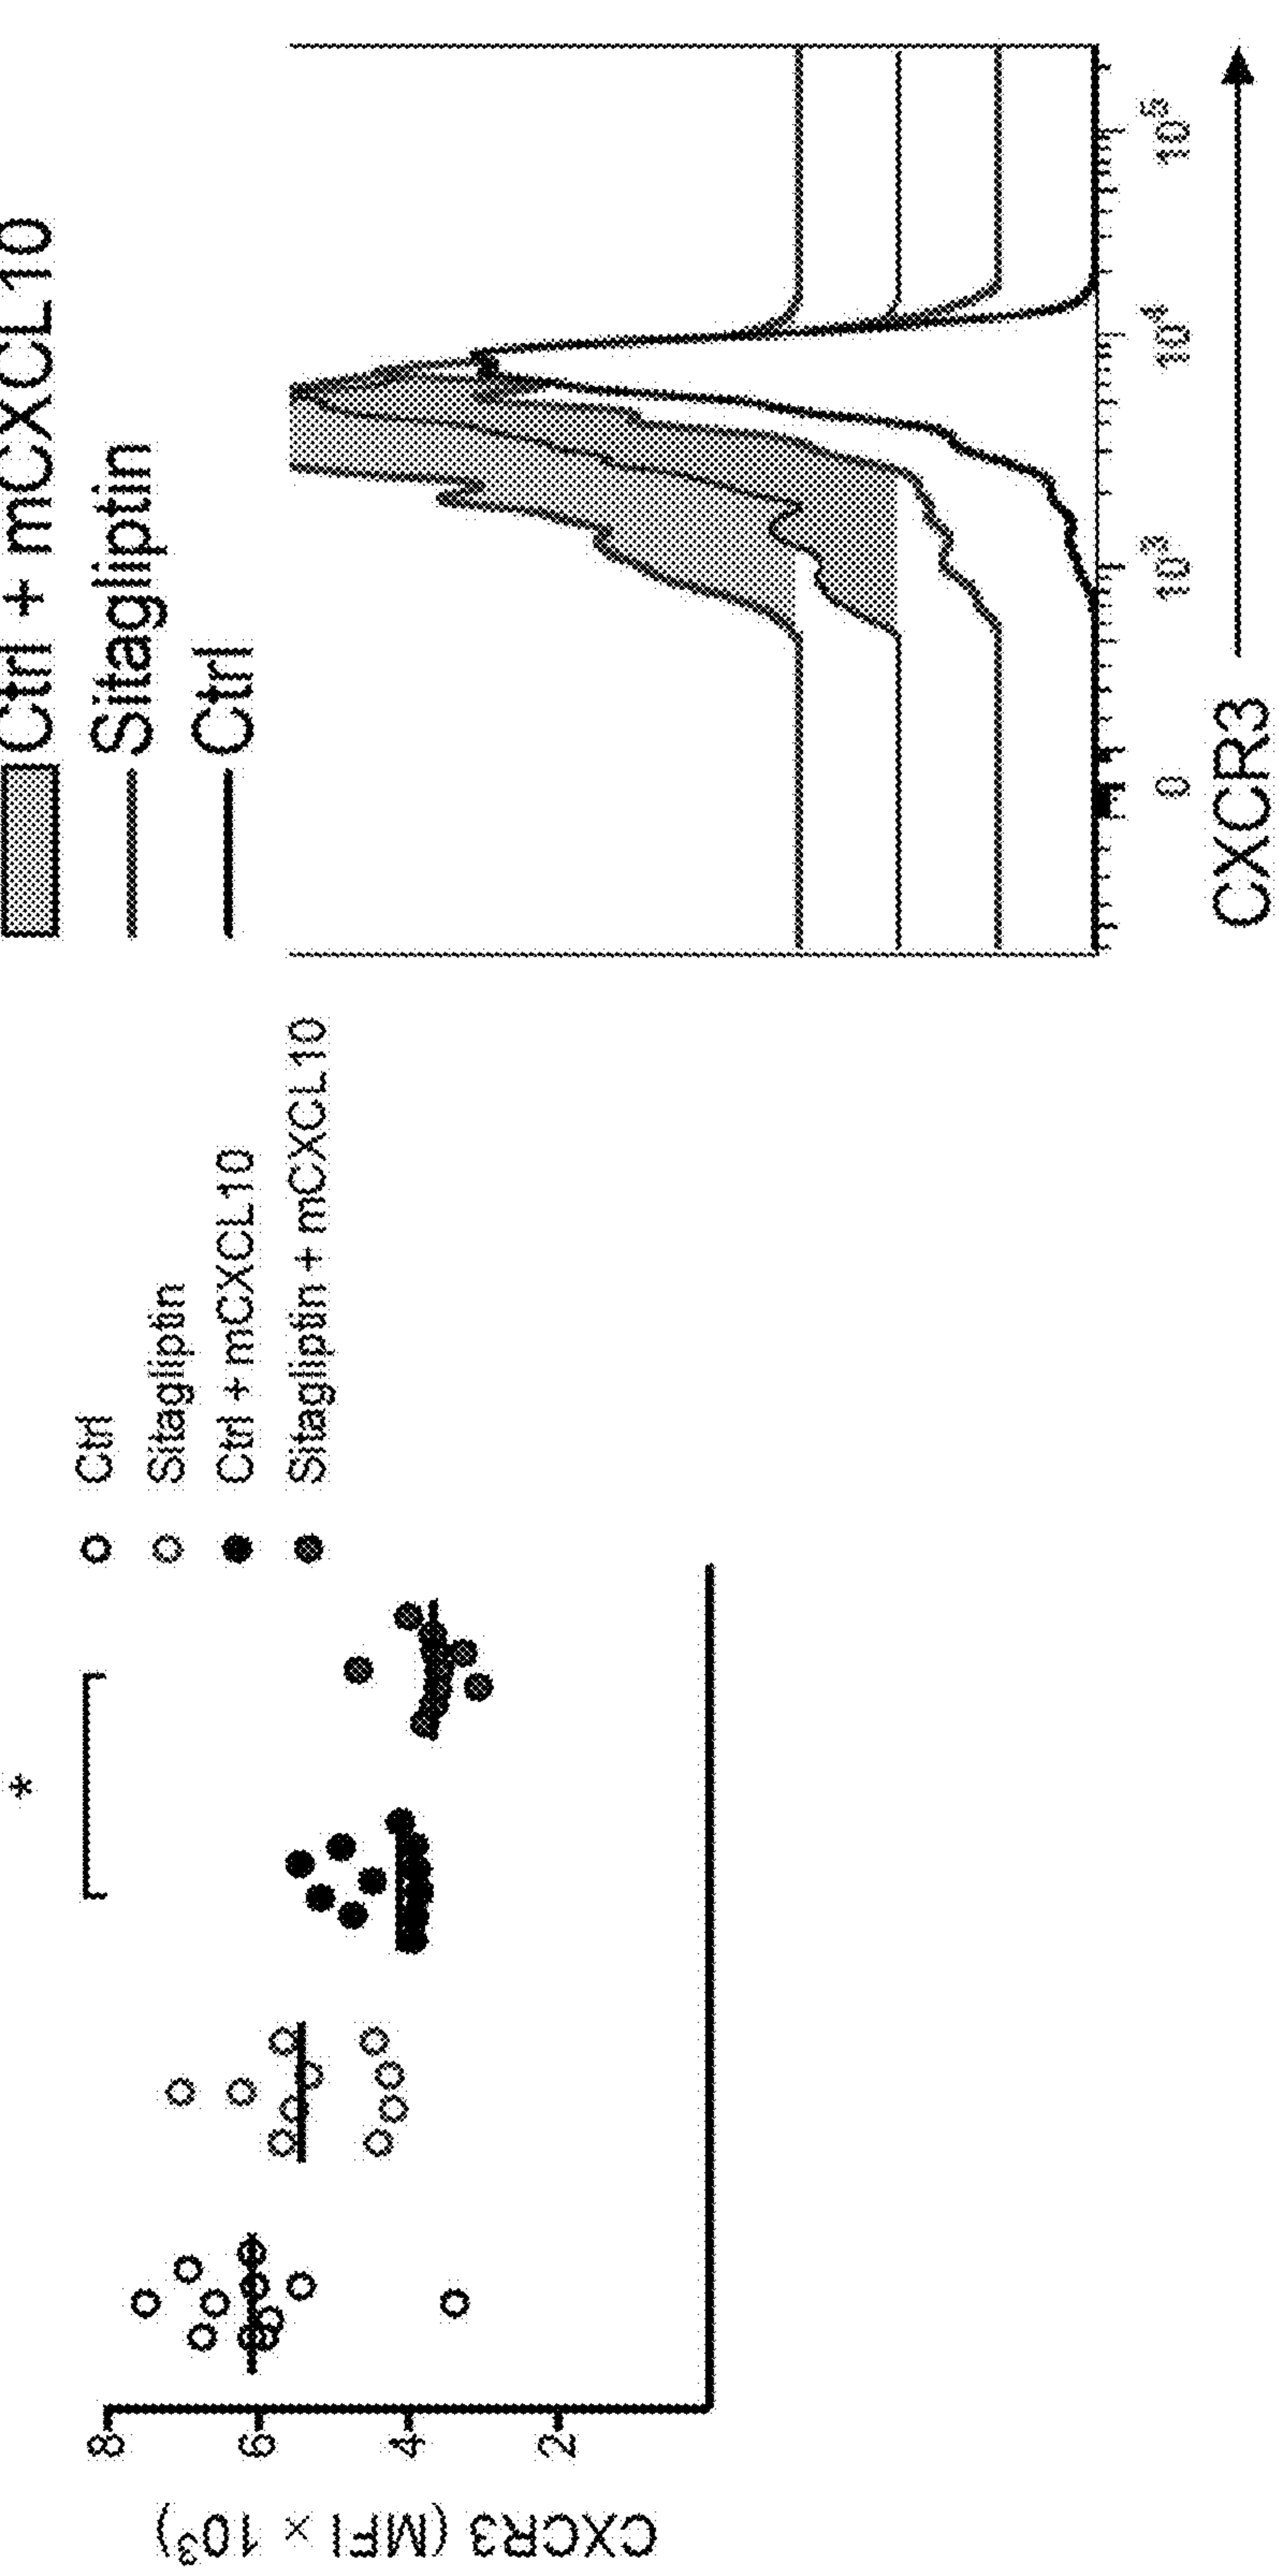 *
Ctrl
Sitagliptin
Ctrl + mCXCL10
Sitagliptin + mCXCL10
8
6
4
2
CXCR3 (MFI × 10³)
Ctrl + mCXCL10
Sitagliptin
Ctrl
0 10³ 10⁴ 10⁵
CXCR3